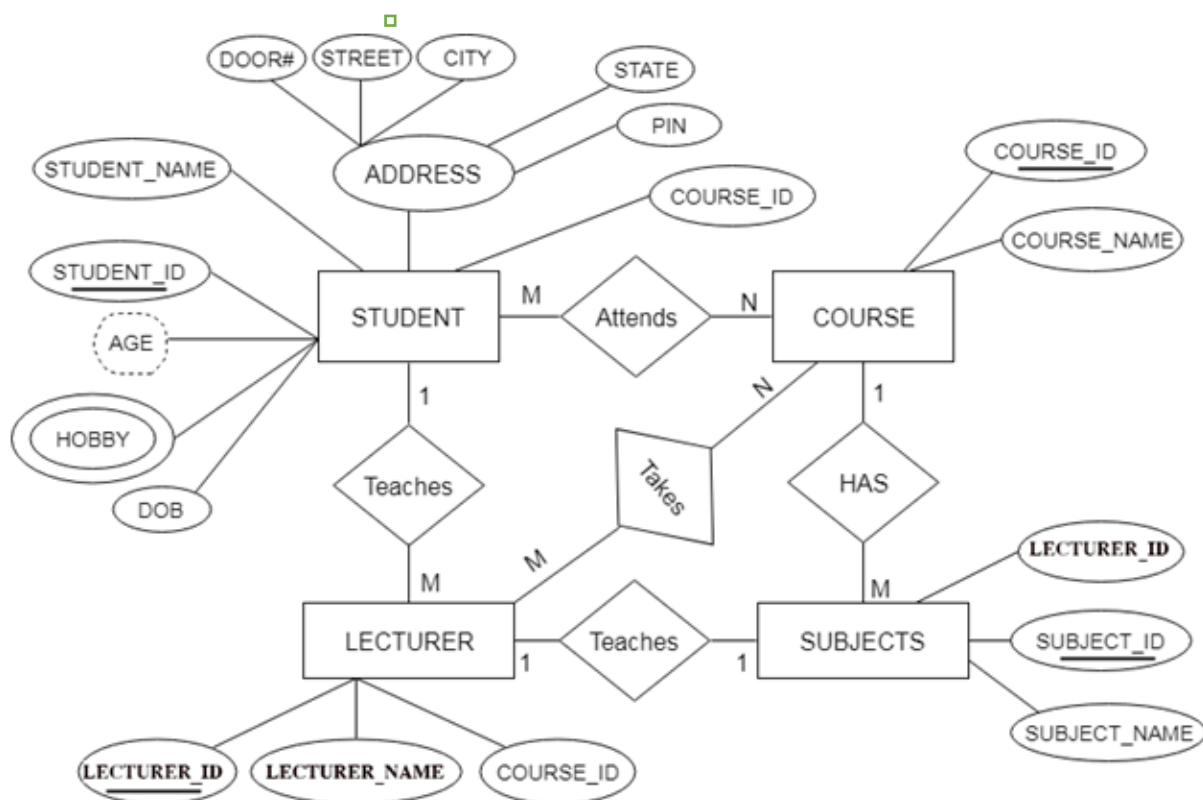 DOOR#
STREET
CITY
STATE
PIN
ADDRESS
STUDENT_NAME
COURSE_ID
COURSE_ID
COURSE_NAME
STUDENT_ID
AGE
HOBBY
DOB
STUDENT
M
Attends
N
COURSE
1
Teaches
M
N
Takes
M
1
HAS
M
LECTURER
1
Teaches
1
SUBJECTS
LECTURER_ID
SUBJECT_ID
SUBJECT_NAME
LECTURER_ID
LECTURER_NAME
COURSE_ID